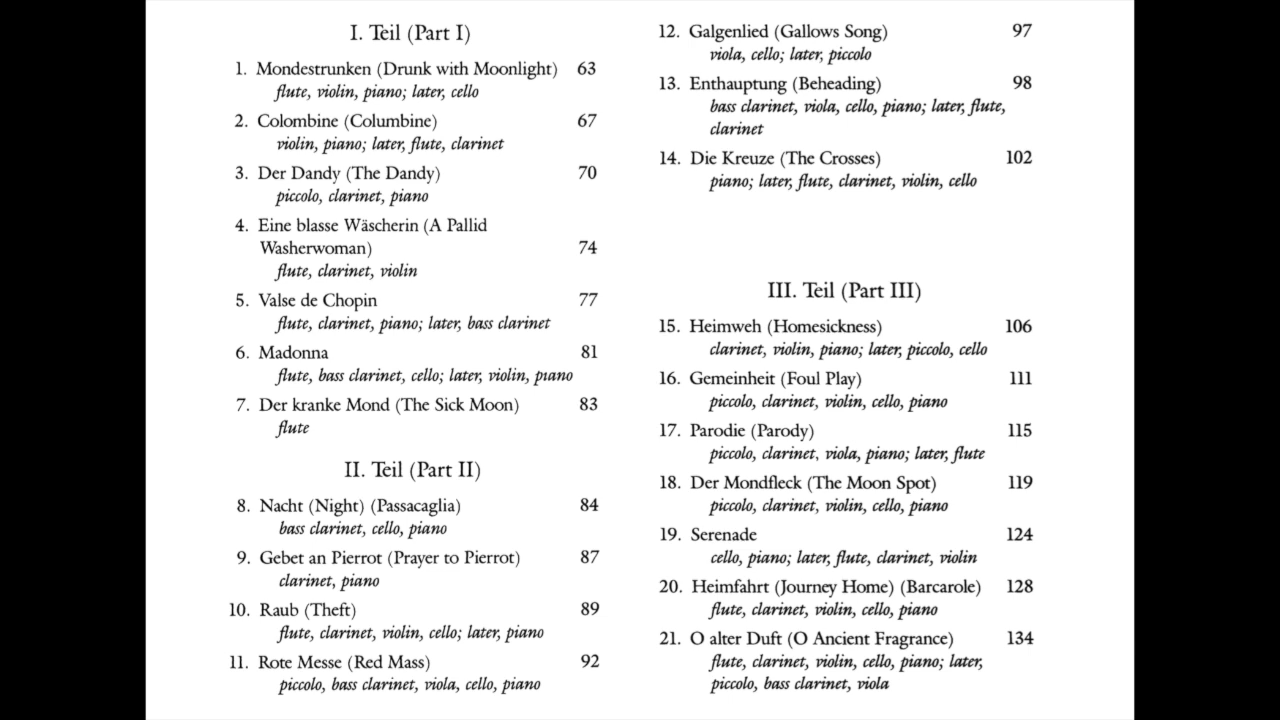 I. Teil (Part I)
1. Mondestrunken (Drunk with Moonlight) 63
flute, violin, piano; later, cello
2. Colombine (Columbine) 67
violin, piano; later, flute, clarinet
3. Der Dandy (The Dandy) 70
piccolo, clarinet, piano
4. Eine blasse Wäscherin (A Pallid
Washerwoman) 74
flute, clarinet, violin
5. Valse de Chopin 77
flute, clarinet, piano; later, bass clarinet
6. Madonna 81
flute, bass clarinet, cello; later, violin, piano
7. Der kranke Mond (The Sick Moon) 83
flute
II. Teil (Part II)
8. Nacht (Night) (Passacaglia) 84
bass clarinet, cello, piano
9. Gebet an Pierrot (Prayer to Pierrot) 87
clarinet, piano
10. Raub (Theft) 89
flute, clarinet, violin, cello; later, piano
11. Rote Messe (Red Mass) 92
piccolo, bass clarinet, viola, cello, piano
12. Galgenlied (Gallows Song) 97
viola, cello; later, piccolo
13. Enthauptung (Beheading) 98
bass clarinet, viola, cello, piano; later, flute,
clarinet
14. Die Kreuze (The Crosses) 102
piano; later, flute, clarinet, violin, cello
III. Teil (Part III)
15. Heimweh (Homesickness) 106
clarinet, violin, piano; later, piccolo, cello
16. Gemeinheit (Foul Play) 111
piccolo, clarinet, violin, cello, piano
17. Parodie (Parody) 115
piccolo, clarinet, viola, piano; later, flute
18. Der Mondfleck (The Moon Spot) 119
piccolo, clarinet, violin, cello, piano
19. Serenade 124
cello, piano; later, flute, clarinet, violin
20. Heimfahrt (Journey Home) (Barcarole) 128
flute, clarinet, violin, cello, piano
21. O alter Duft (O Ancient Fragrance) 134
flute, clarinet, violin, cello, piano; later,
piccolo, bass clarinet, viola